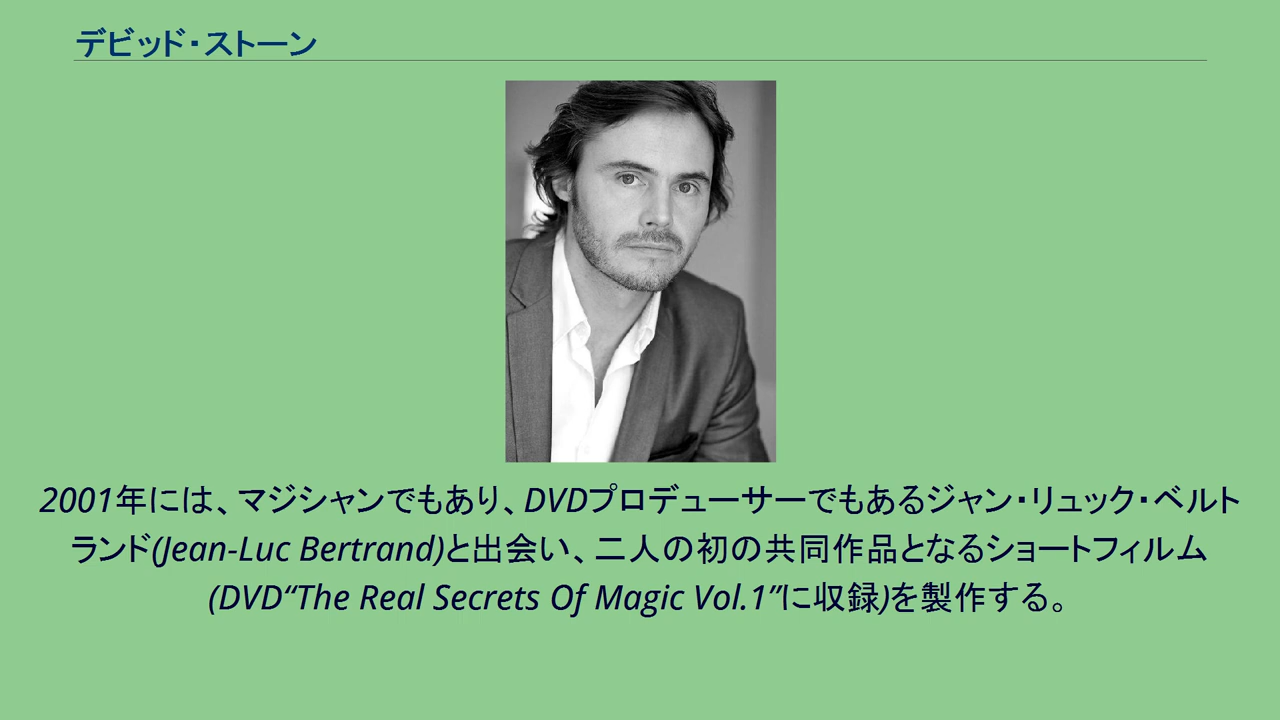 デビッド・ストーン
2001年には、マジシャンでもあり、DVDプロデューサーでもあるジャン・リュック・ベルト
ランド(Jean-Luc Bertrand)と出会い、二人の初の共同作品となるショートフィルム
(DVD“The Real Secrets Of Magic Vol.1”に収録)を製作する。